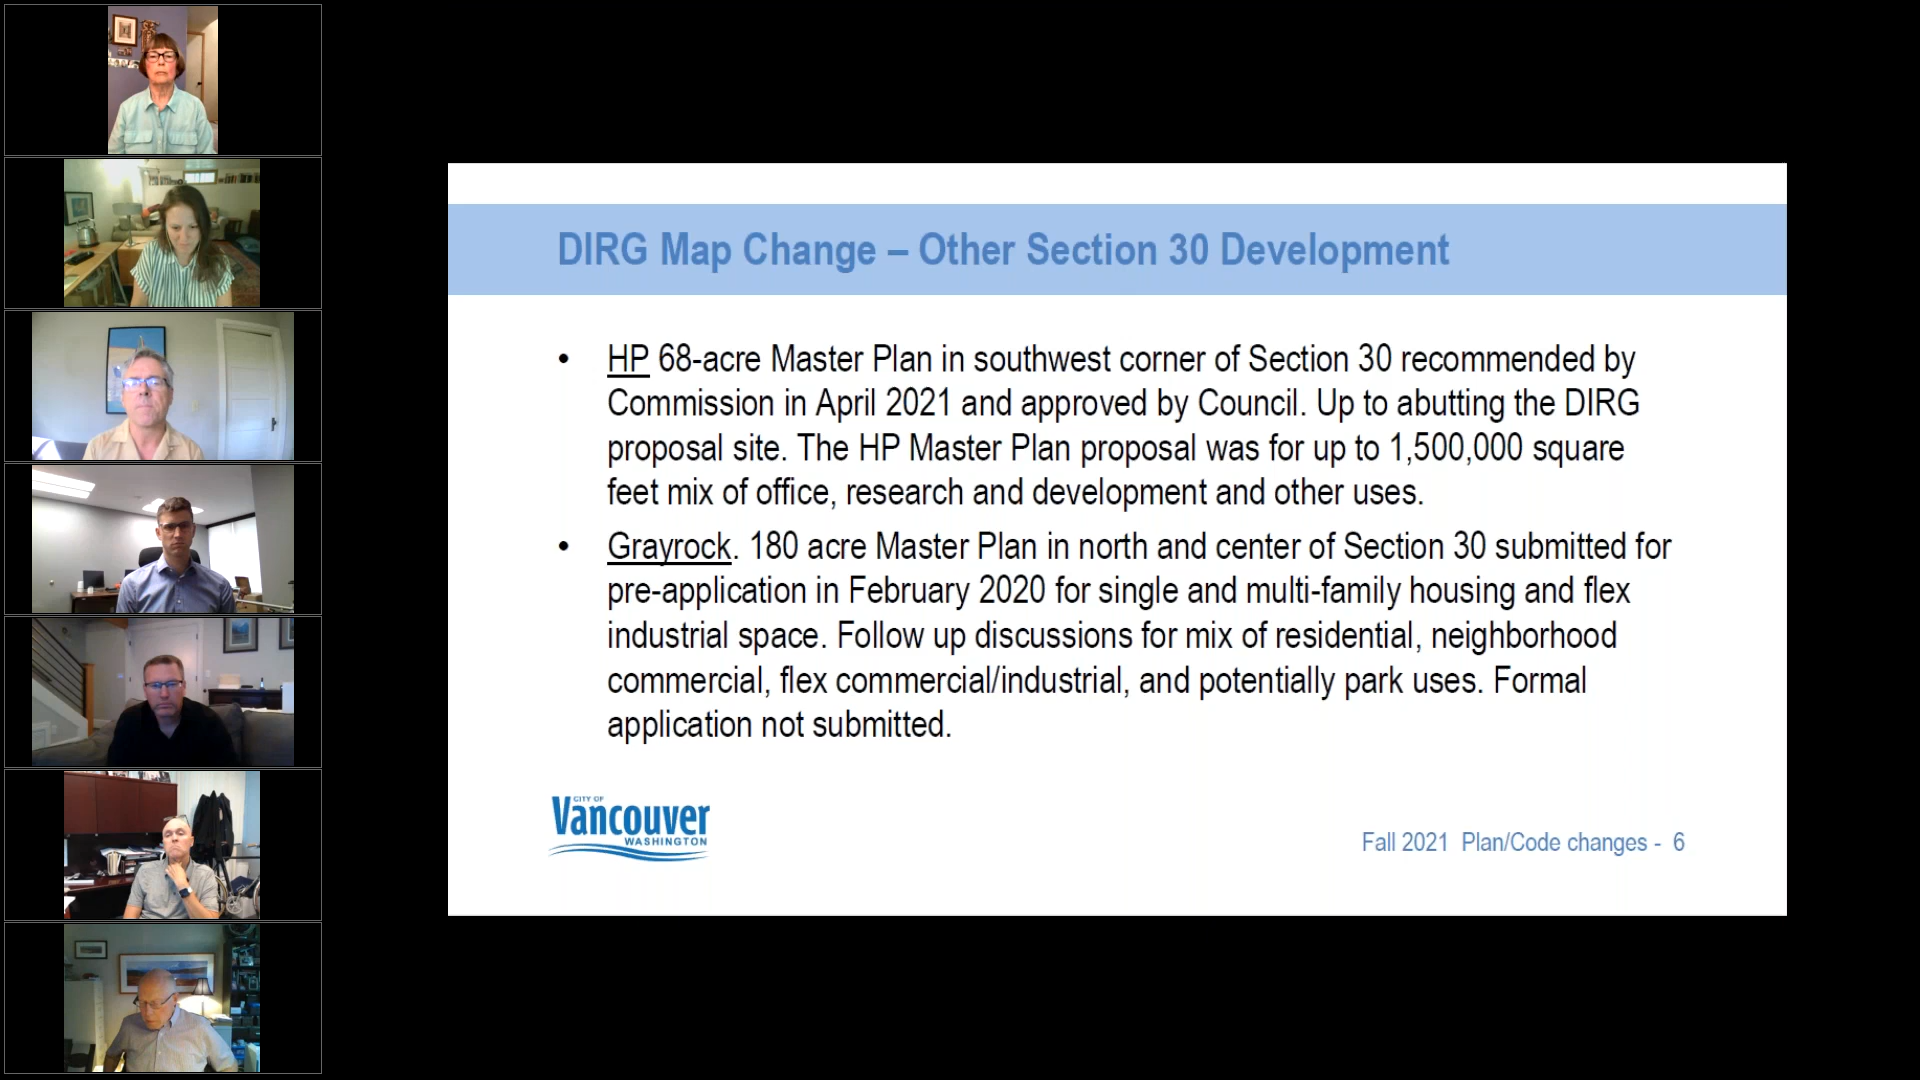 DIRG Map Change – Other Section 30 Development
• HP 68-acre Master Plan in southwest corner of Section 30 recommended by
Commission in April 2021 and approved by Council. Up to abutting the DIRG
proposal site. The HP Master Plan proposal was for up to 1,500,000 square
feet mix of office, research and development and other uses.
• Grayrock. 180 acre Master Plan in north and center of Section 30 submitted for
pre-application in February 2020 for single and multi-family housing and flex
industrial space. Follow up discussions for mix of residential, neighborhood
commercial, flex commercial/industrial, and potentially park uses. Formal
application not submitted.
CITY OF
Vancouver
WASHINGTON
Fall 2021 Plan/Code changes - 6